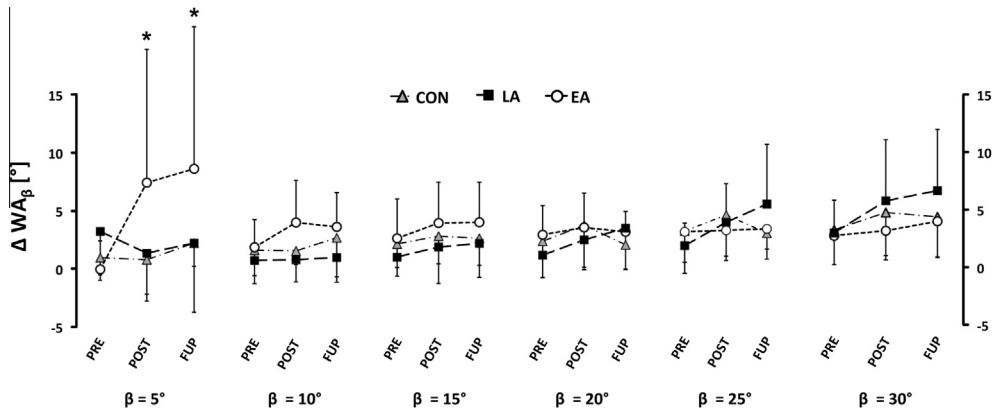 * *
CON LA EA
15 15
10 10
5 5
0 0
-5 -5
Δ WAβ [°]
PRE POST FUP PRE POST FUP PRE POST FUP PRE POST FUP PRE POST FUP PRE POST FUP
β = 5° β = 10° β = 15° β = 20° β = 25° β = 30°